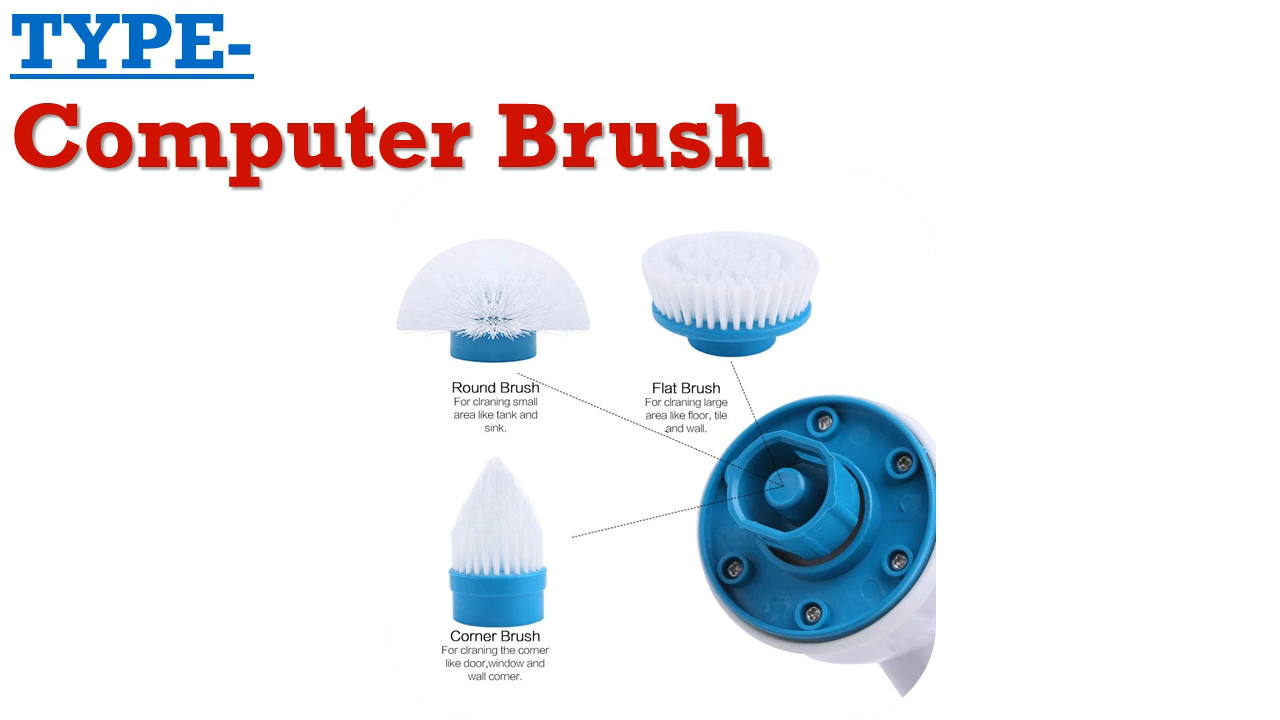 TYPE-
Computer Brush
Round Brush
For clraning small
area like tank and
sink.
Flat Brush
For clraning large
area like floor, tile
and wall.
Corner Brush
For clraning the corner
like door,window and
wall corner.